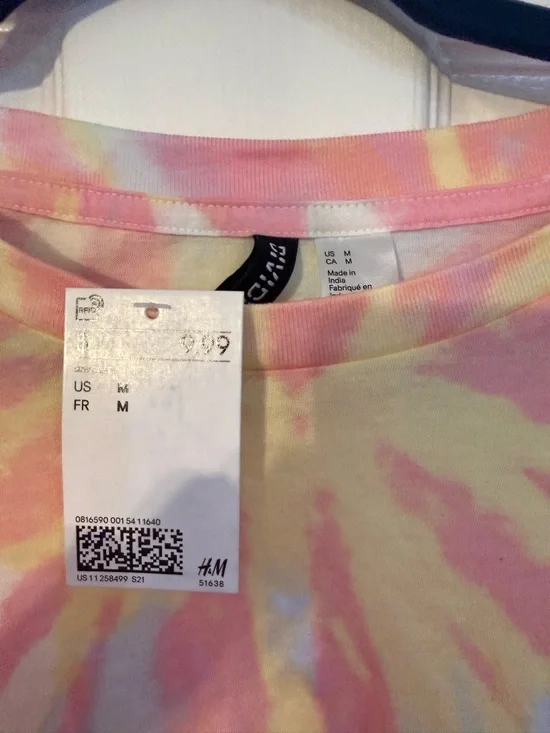 DIVID
US M
CA M
Made in
India
Fabriqué en
RFID
9.99
US M
FR M
0816590 001 54 11640
H&M
US 11258499 S21
51638